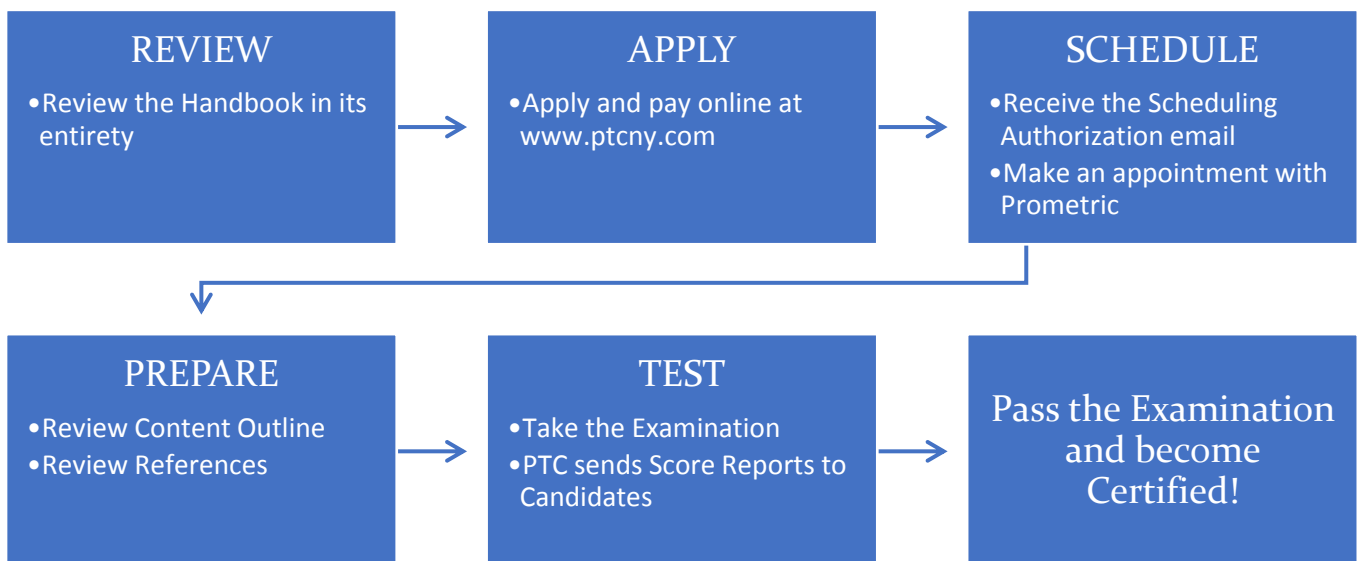 REVIEW
•Review the Handbook in its
entirety
APPLY
•Apply and pay online at
www.ptcny.com
SCHEDULE
•Receive the Scheduling
Authorization email
•Make an appointment with
Prometric
PREPARE
•Review Content Outline
•Review References
TEST
•Take the Examination
•PTC sends Score Reports to
Candidates
Pass the Examination
and become
Certified!